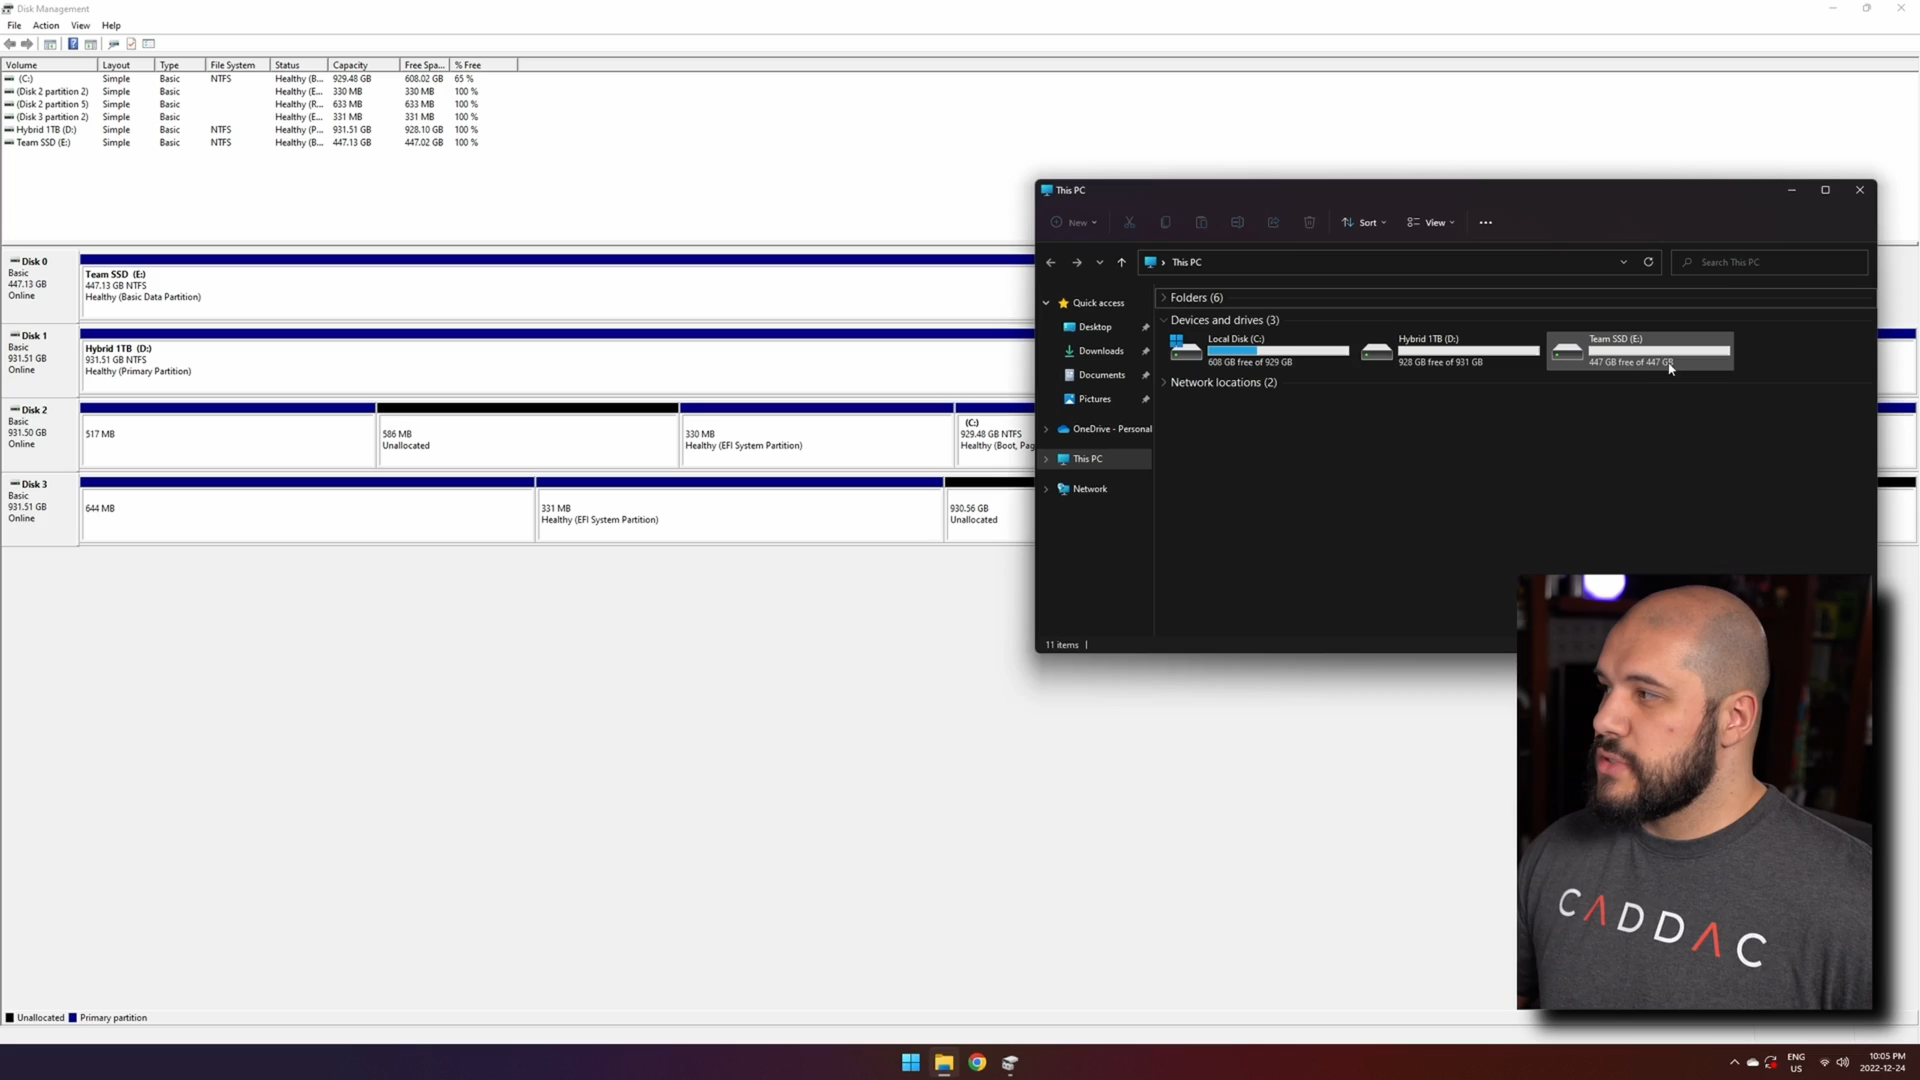 Disk Management
File Action View Help
Volume Layout Type File System Status Capacity Free Spa... % Free
(C:) Simple Basic NTFS Healthy (B... 929.48 GB 608.02 GB 65 %
(Disk 2 partition 2) Simple Basic Healthy (E... 330 MB 330 MB 100 %
(Disk 2 partition 5) Simple Basic Healthy (R... 633 MB 633 MB 100 %
(Disk 3 partition 2) Simple Basic Healthy (E... 331 MB 331 MB 100 %
Hybrid 1TB (D:) Simple Basic NTFS Healthy (P... 931.51 GB 928.10 GB 100 %
Team SSD (E:) Simple Basic NTFS Healthy (B... 447.13 GB 447.02 GB 100 %
Disk 0
Basic
447.13 GB
Online
Team SSD (E:)
447.13 GB NTFS
Healthy (Basic Data Partition)
Disk 1
Basic
931.51 GB
Online
Hybrid 1TB (D:)
931.51 GB NTFS
Healthy (Primary Partition)
Disk 2
Basic
931.50 GB
Online
517 MB
586 MB
Unallocated
330 MB
Healthy (EFI System Partition)
(C:)
929.48 GB NTFS
Healthy (Boot, Pag
Disk 3
Basic
931.51 GB
Online
644 MB
331 MB
Healthy (EFI System Partition)
930.56 GB
Unallocated
Unallocated Primary partition
This PC
New Sort View
This PC
Search This PC
Quick access
Desktop
Downloads
Documents
Pictures
OneDrive - Personal
This PC
Network
Folders (6)
Devices and drives (3)
Local Disk (C:)
608 GB free of 929 GB
Hybrid 1TB (D:)
928 GB free of 931 GB
Team SSD (E:)
447 GB free of 447 GB
Network locations (2)
11 items
CADDAC
ENG
US
10:05 PM
2022-12-24